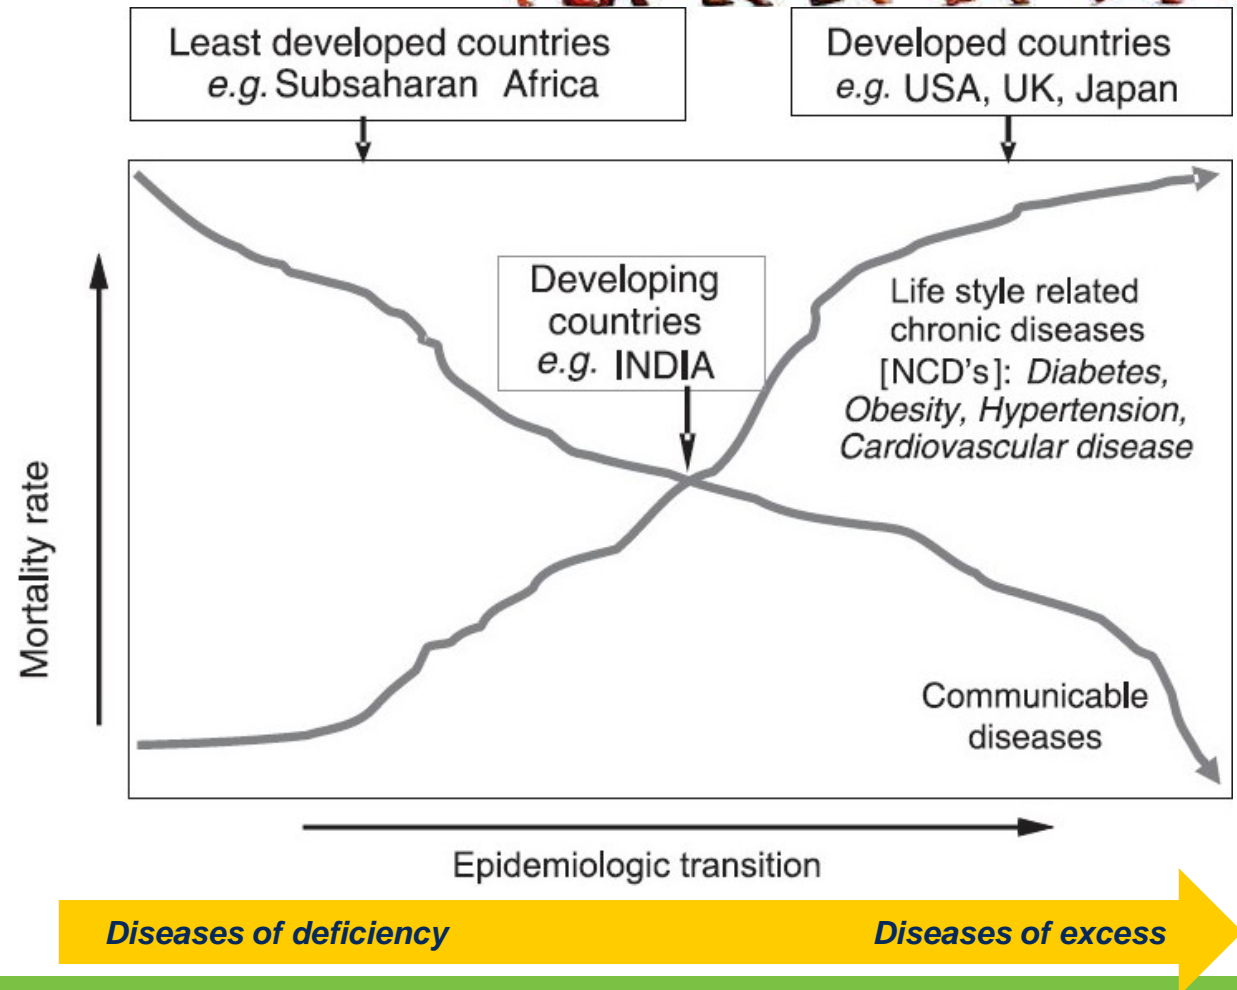 Least developed countries
e.g. Subsaharan Africa
Developed countries
e.g. USA, UK, Japan
Developing
countries
e.g. INDIA
Life style related
chronic diseases
[NCD's]: Diabetes,
Obesity, Hypertension,
Cardiovascular disease
Mortality rate
Communicable
diseases
Epidemiologic transition
Diseases of deficiency
Diseases of excess